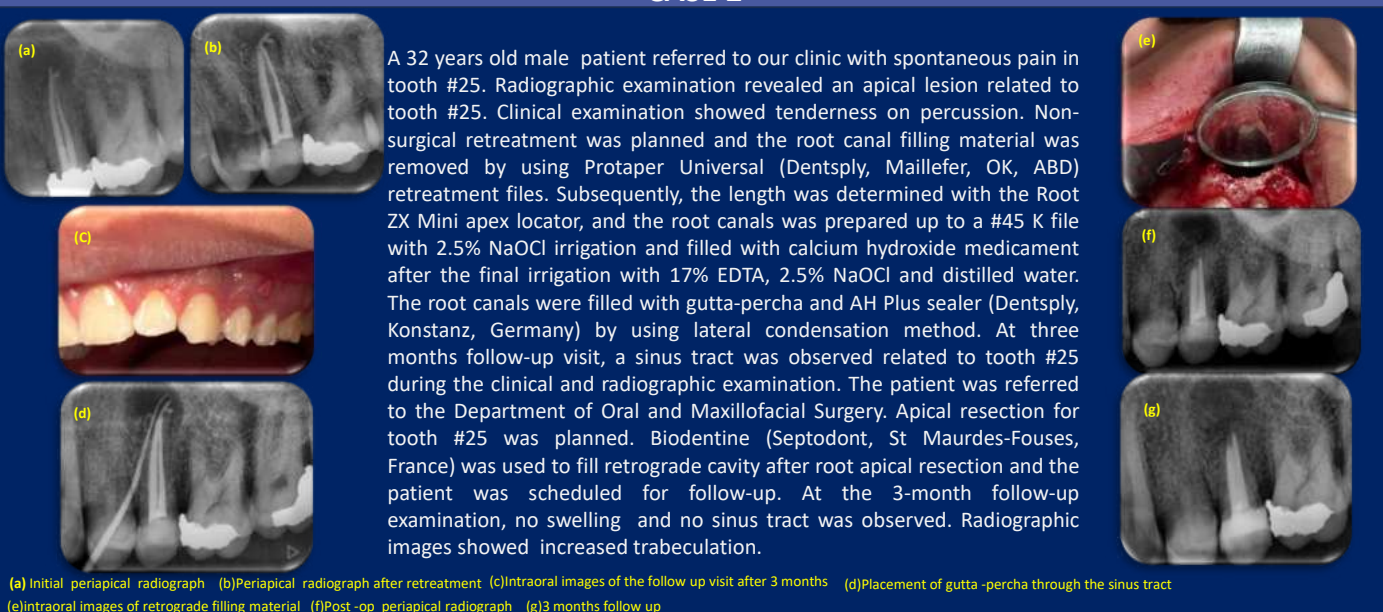 (a)
(b)
(C)
(d)
A 32 years old male patient referred to our clinic with spontaneous pain in
tooth #25. Radiographic examination revealed an apical lesion related to
tooth #25. Clinical examination showed tenderness on percussion. Non-
surgical retreatment was planned and the root canal filling material was
removed by using Protaper Universal (Dentsply, Maillefer, OK, ABD)
retreatment files. Subsequently, the length was determined with the Root
ZX Mini apex locator, and the root canals was prepared up to a #45 K file
with 2.5% NaOCl irrigation and filled with calcium hydroxide medicament
after the final irrigation with 17% EDTA, 2.5% NaOCl and distilled water.
The root canals were filled with gutta-percha and AH Plus sealer (Dentsply,
Konstanz, Germany) by using lateral condensation method. At three
months follow-up visit, a sinus tract was observed related to tooth #25
during the clinical and radiographic examination. The patient was referred
to the Department of Oral and Maxillofacial Surgery. Apical resection for
tooth #25 was planned. Biodentine (Septodont, St Maurdes-Fouses,
France) was used to fill retrograde cavity after root apical resection and the
patient was scheduled for follow-up. At the 3-month follow-up
examination, no swelling and no sinus tract was observed. Radiographic
images showed increased trabeculation.
(e)
(f)
(g)
(a) Initial periapical radiograph (b)Periapical radiograph after retreatment (c)Intraoral images of the follow up visit after 3 months (d)Placement of gutta -percha through the sinus tract
(e)intraoral images of retrograde filling material (f)Post -op periapical radiograph (g)3 months follow up